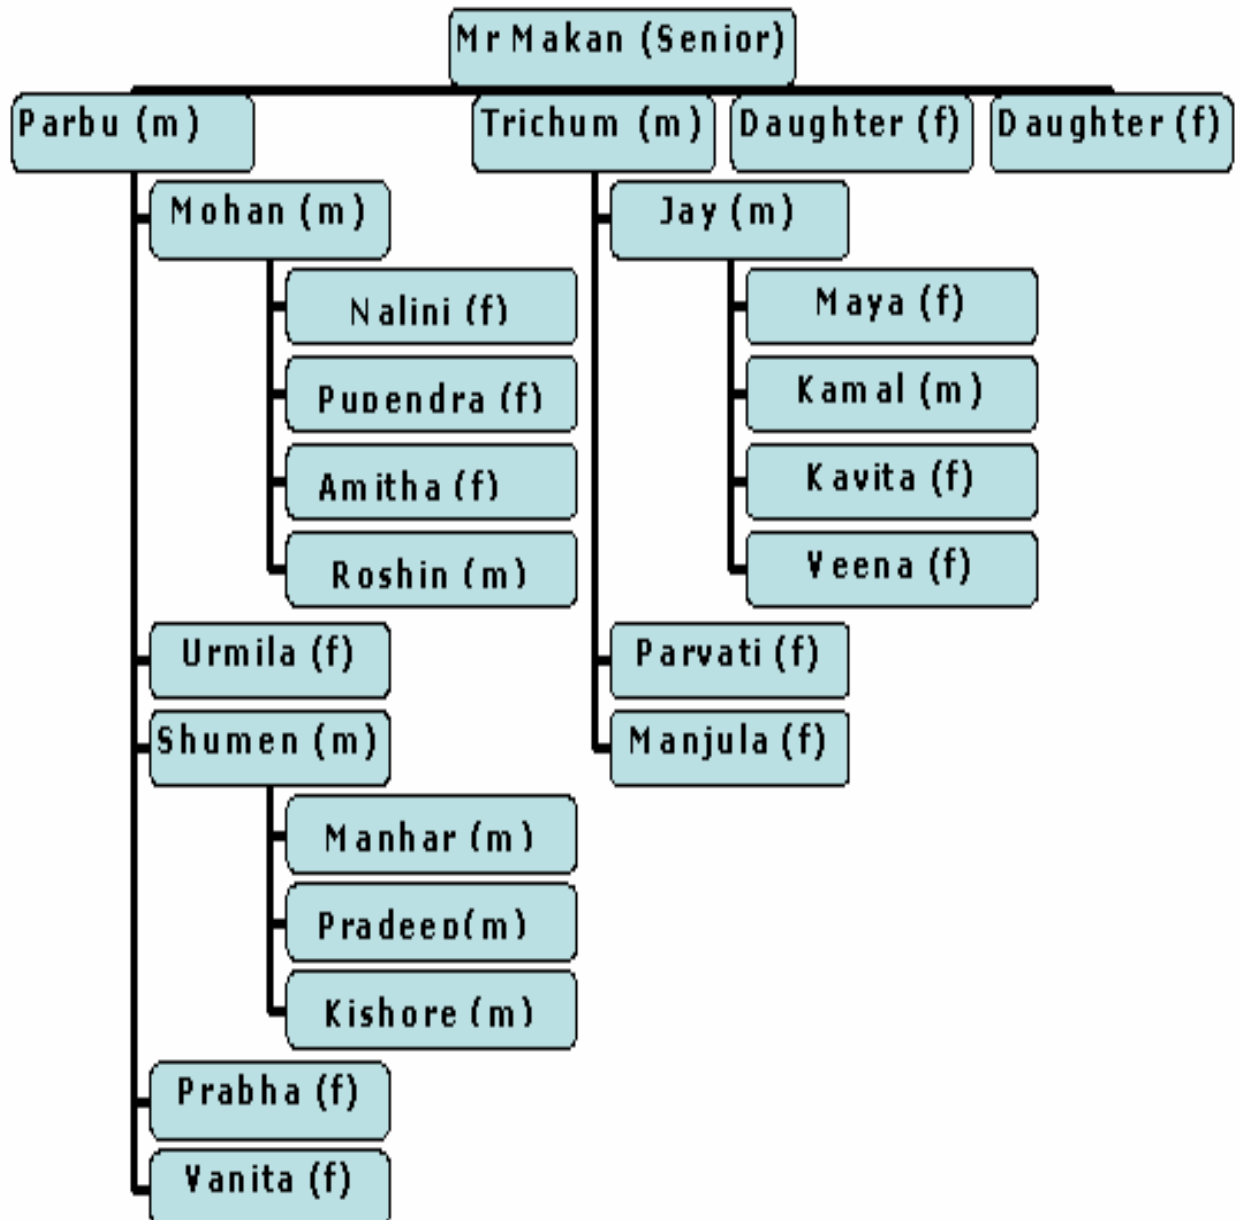 Mr Makan (Senior)
Parbu (m)
Trichum (m)
Daughter (f)
Daughter (f)
Mohan (m)
Nalini (f)
Pupendra (f)
Amitha (f)
Roshin (m)
Urmila (f)
Shumen (m)
Manhar (m)
Pradeep(m)
Kishore (m)
Prabha (f)
Vanita (f)
Jay (m)
Maya (f)
Kamal (m)
Kavita (f)
Veena (f)
Parvati (f)
Manjula (f)